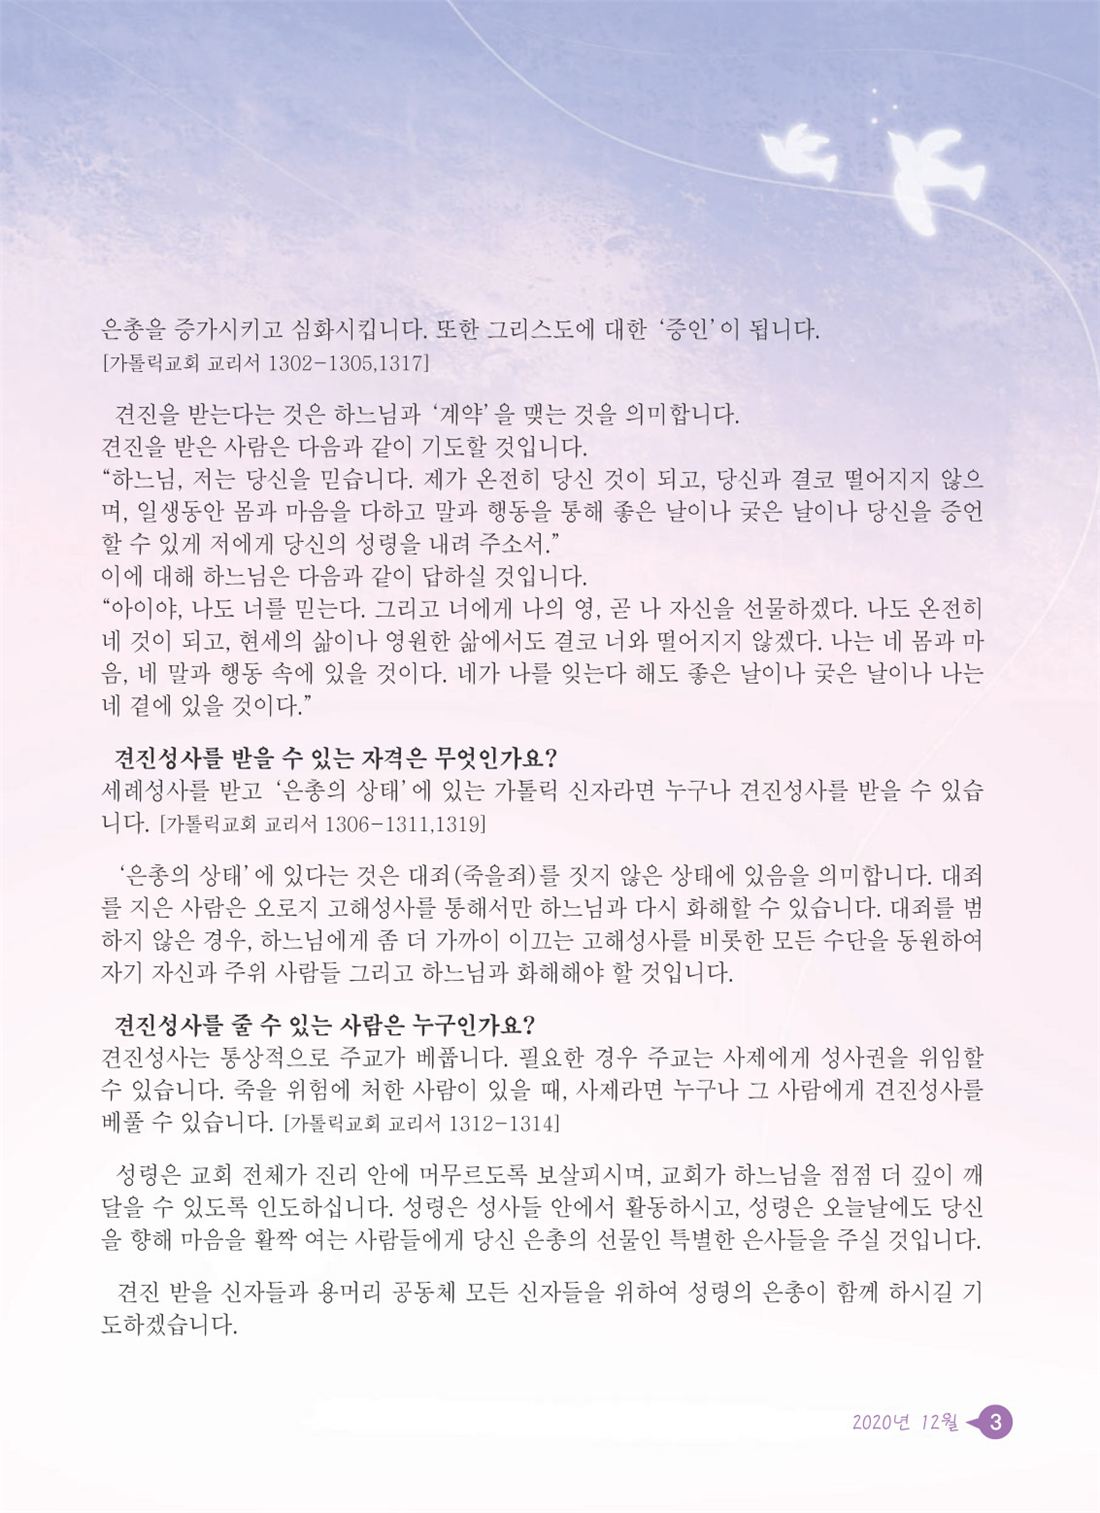 은총을 증가시키고 심화시킵니다. 또한 그리스도에 대한 ‘증인’이 됩니다.
[가톨릭교회 교리서 1302-1305,1317]
견진을 받는다는 것은 하느님과 ‘계약’을 맺는 것을 의미합니다.
견진을 받은 사람은 다음과 같이 기도할 것입니다.
“하느님, 저는 당신을 믿습니다. 제가 온전히 당신 것이 되고, 당신과 결코 떨어지지 않으
며, 일생동안 몸과 마음을 다하고 말과 행동을 통해 좋은 날이나 궂은 날이나 당신을 증언
할 수 있게 저에게 당신의 성령을 내려 주소서.”
이에 대해 하느님은 다음과 같이 답하실 것입니다.
“아이야, 나도 너를 믿는다. 그리고 너에게 나의 영, 곧 나 자신을 선물하겠다. 나도 온전히
네 것이 되고, 현세의 삶이나 영원한 삶에서도 결코 너와 떨어지지 않겠다. 나는 네 몸과 마
음, 네 말과 행동 속에 있을 것이다. 네가 나를 잊는다 해도 좋은 날이나 궂은 날이나 나는
네 곁에 있을 것이다.”
견진성사를 받을 수 있는 자격은 무엇인가요?
세례성사를 받고 ‘은총의 상태’에 있는 가톨릭 신자라면 누구나 견진성사를 받을 수 있습
니다. [가톨릭교회 교리서 1306-1311,1319]
‘은총의 상태’에 있다는 것은 대죄(죽을죄)를 짓지 않은 상태에 있음을 의미합니다. 대죄
를 지은 사람은 오로지 고해성사를 통해서만 하느님과 다시 화해할 수 있습니다. 대죄를 범
하지 않은 경우, 하느님에게 좀 더 가까이 이끄는 고해성사를 비롯한 모든 수단을 동원하여
자기 자신과 주위 사람들 그리고 하느님과 화해해야 할 것입니다.
견진성사를 줄 수 있는 사람은 누구인가요?
견진성사는 통상적으로 주교가 베풉니다. 필요한 경우 주교는 사제에게 성사권을 위임할
수 있습니다. 죽을 위험에 처한 사람이 있을 때, 사제라면 누구나 그 사람에게 견진성사를
베풀 수 있습니다. [가톨릭교회 교리서 1312-1314]
성령은 교회 전체가 진리 안에 머무르도록 보살피시며, 교회가 하느님을 점점 더 깊이 깨
달을 수 있도록 인도하십니다. 성령은 성사들 안에서 활동하시고, 성령은 오늘날에도 당신
을 향해 마음을 활짝 여는 사람들에게 당신 은총의 선물인 특별한 은사들을 주실 것입니다.
견진 받을 신자들과 용머리 공동체 모든 신자들을 위하여 성령의 은총이 함께 하시길 기
도하겠습니다.
2020년 12월 3